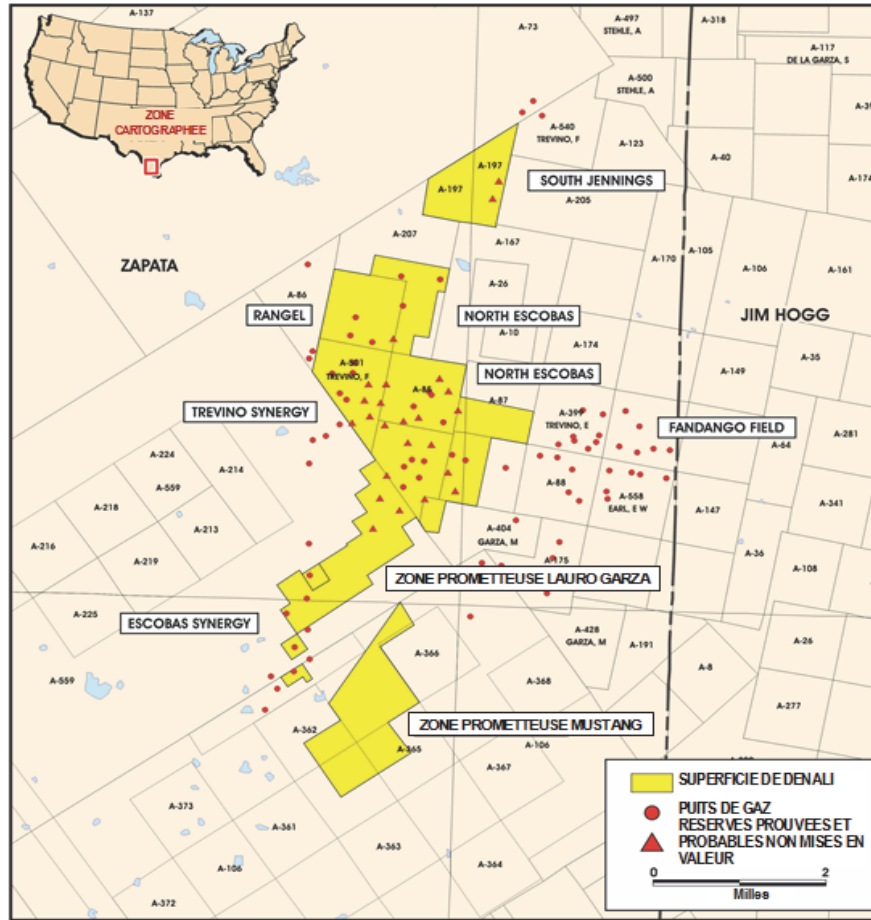 A-137
A-73
A-497
STEHLE, A
A-318
A-117
DE LA GARZA, S
A-500
STEHLE, A
ZONE
CARTOGRAPHEE
A-540
TREVINO, F
A-123
A-40
A-174
A-197
A-197
SOUTH JENNINGS
A-205
A-207
A-167
ZAPATA
A-170
A-105
A-106
A-161
A-86
A-26
RANGEL
NORTH ESCOBAS
JIM HOGG
A-10
A-174
A-35
A-501
TREVINO, F
NORTH ESCOBAS
A-149
A-85
A-87
TREVINO SYNERGY
A-399
TREVINO, E
FANDANGO FIELD
A-281
A-64
A-224
A-214
A-559
A-88
A-558
EARL, E W
A-218
A-147
A-341
A-213
A-404
GARZA, M
A-216
A-36
A-219
A-175
A-108
ZONE PROMETTEUSE LAURO GARZA
A-225
ESCOBAS SYNERGY
A-428
GARZA, M
A-191
A-26
A-366
A-8
A-559
A-368
A-277
A-362
ZONE PROMETTEUSE MUSTANG
A-365
A-106
A-367
SUPERFICIE DE DENALI
A-373
PUITS DE GAZ
A-361
RESERVES PROUVEES ET
PROBABLES NON MISES EN
VALEUR
A-363
A-106
A-364
0
2
Milles
A-372